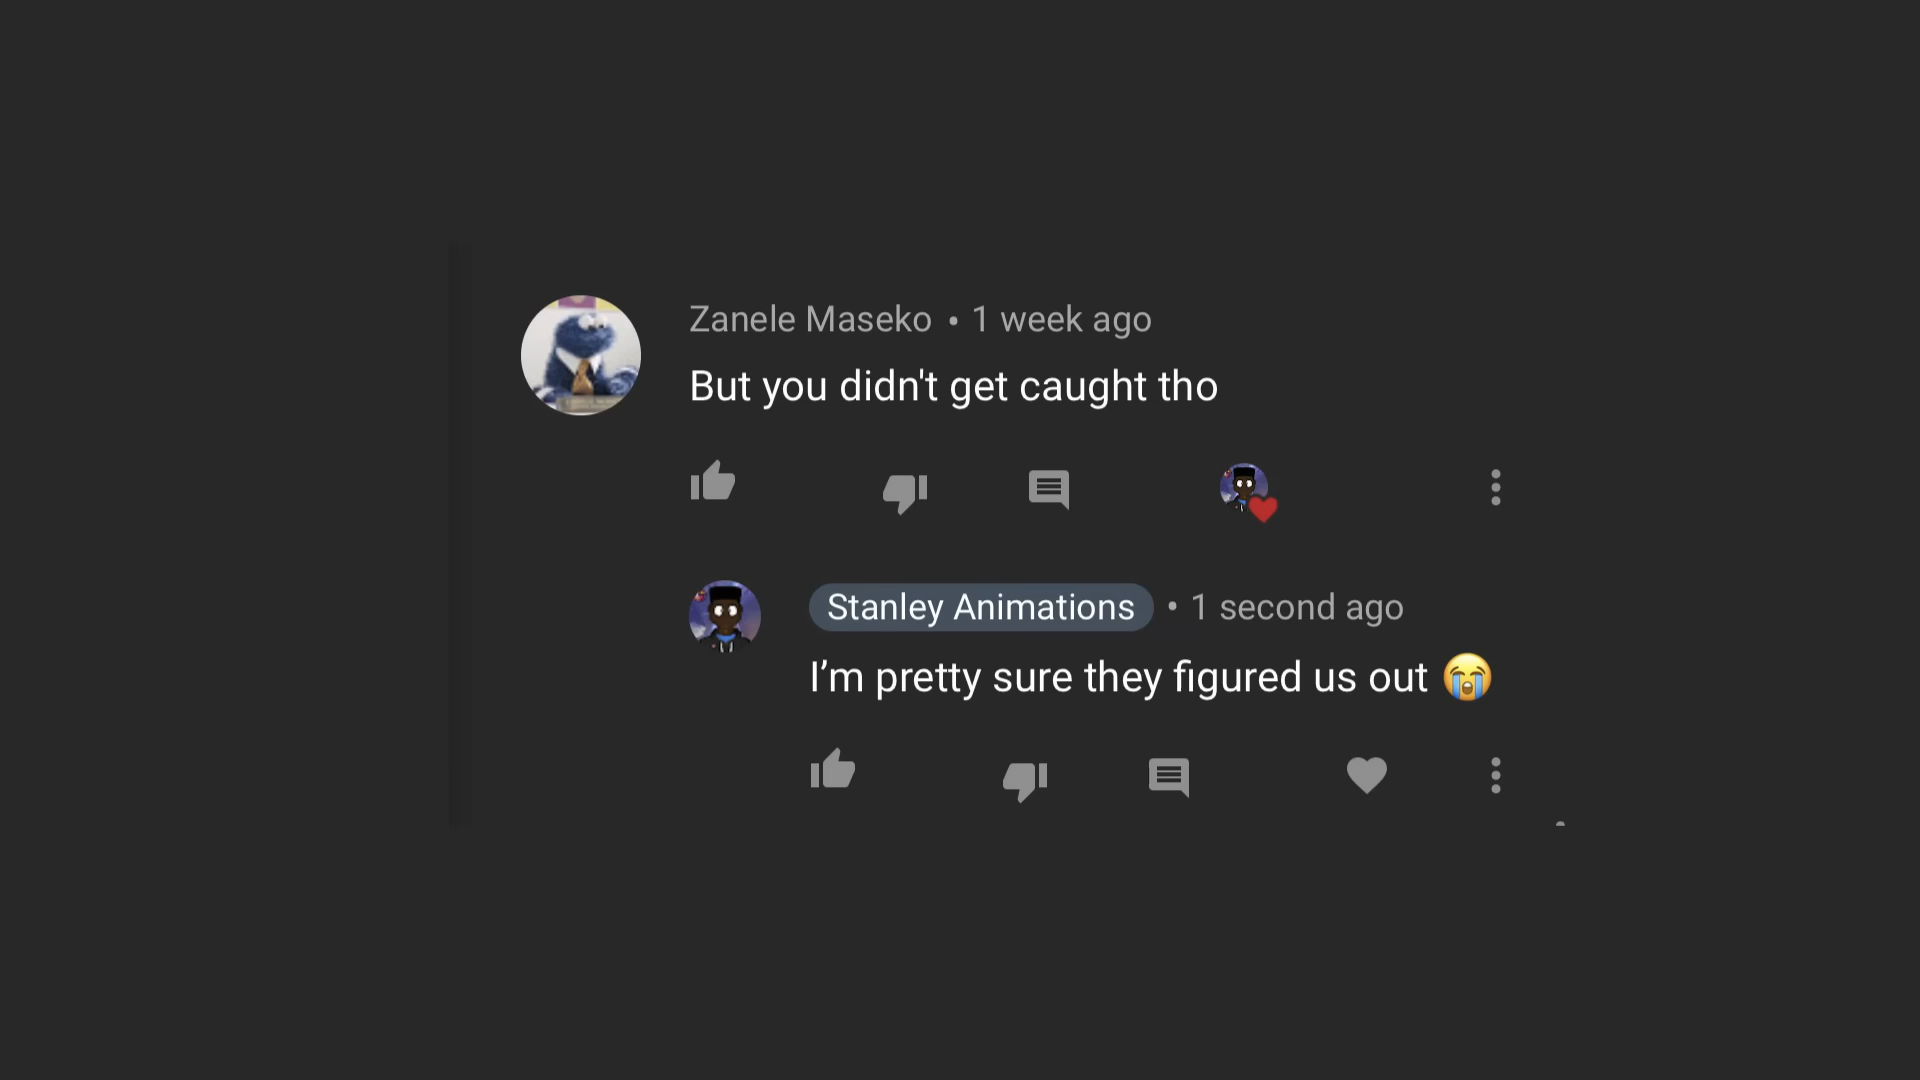 Zanele Maseko • 1 week ago
But you didn't get caught tho
Stanley Animations • 1 second ago
I’m pretty sure they figured us out 😭